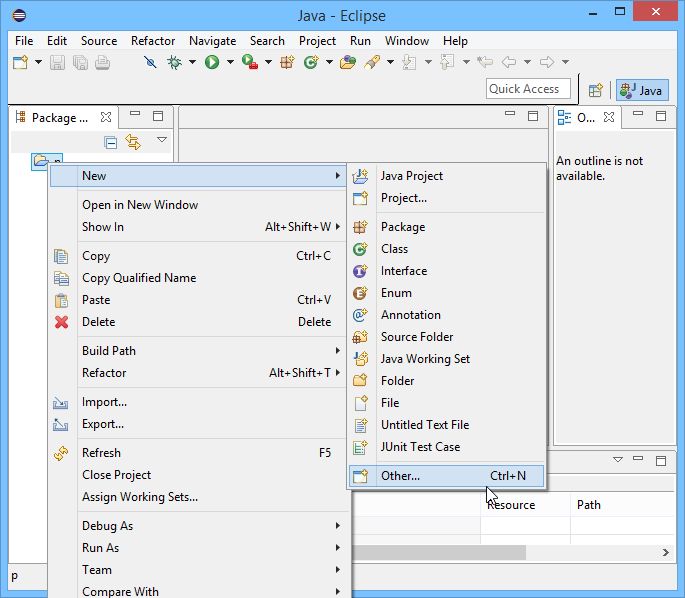 Java - Eclipse
File Edit Source Refactor Navigate Search Project Run Window Help
Quick Access
Java
Package ...
O...
An outline is not
available.
New
Open in New Window
Show In Alt+Shift+W
Copy Ctrl+C
Copy Qualified Name
Paste Ctrl+V
Delete Delete
Build Path
Refactor Alt+Shift+T
Import...
Export...
Refresh F5
Close Project
Assign Working Sets...
Debug As
Run As
Team
Compare With
Java Project
Project...
Package
Class
Interface
Enum
Annotation
Source Folder
Java Working Set
Folder
File
Untitled Text File
JUnit Test Case
Other... Ctrl+N
Resource Path
p